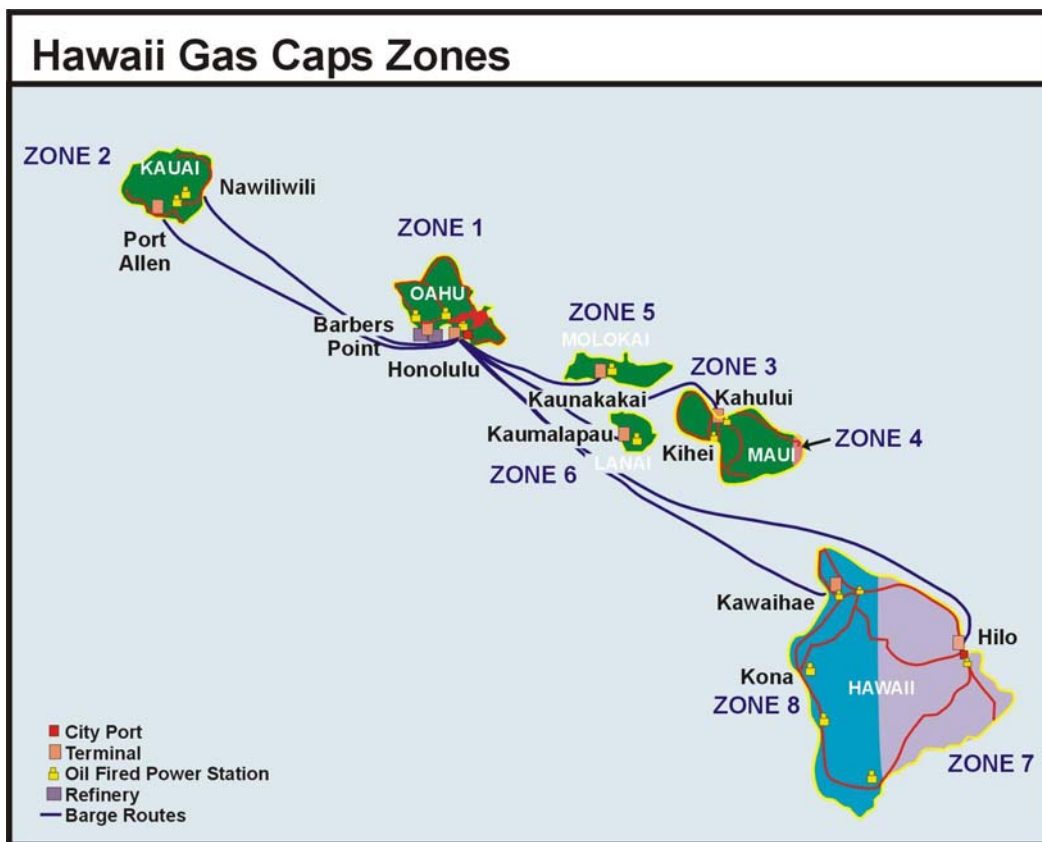 Hawaii Gas Caps Zones
ZONE 2
KAUAI
Nawiliwili
Port
Allen
ZONE 1
OAHU
Barbers
Point
Honolulu
ZONE 5
MOLOKAI
Kaunakakai
ZONE 3
Kahului
Kaumalapau
LANAI
Kihei
MAUI
ZONE 4
ZONE 6
Kawaihae
Hilo
Kona
HAWAII
ZONE 8
ZONE 7
City Port
Terminal
Oil Fired Power Station
Refinery
Barge Routes